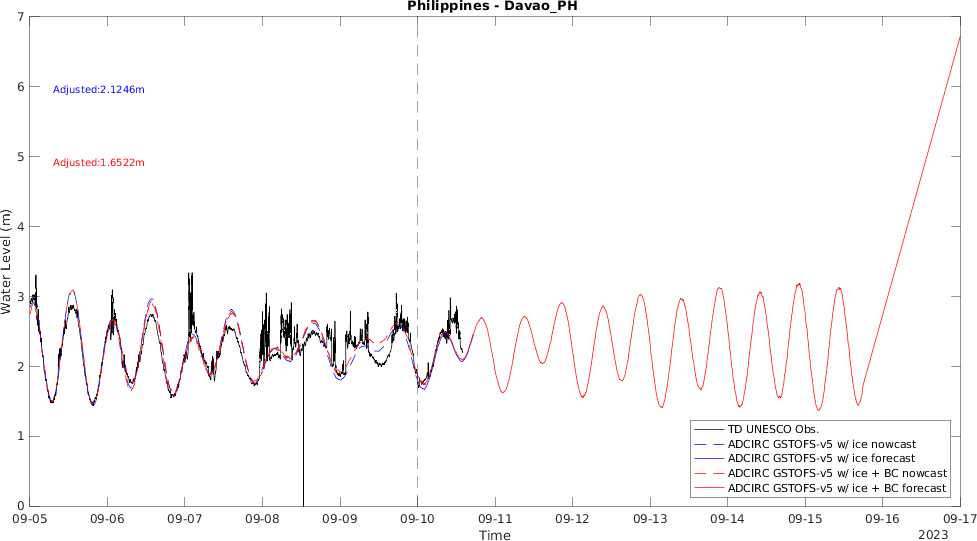 Philippines - Davao_PH
7
6
5
4
3
2
1
0
Water Level (m)
Adjusted:2.1246m
Adjusted:1.6522m
TD UNESCO Obs.
ADCIRC GSTOFS-v5 w/ ice nowcast
ADCIRC GSTOFS-v5 w/ ice forecast
ADCIRC GSTOFS-v5 w/ ice + BC nowcast
ADCIRC GSTOFS-v5 w/ ice + BC forecast
09-05 09-06 09-07 09-08 09-09 09-10 09-11 09-12 09-13 09-14 09-15 09-16 09-17
Time
2023